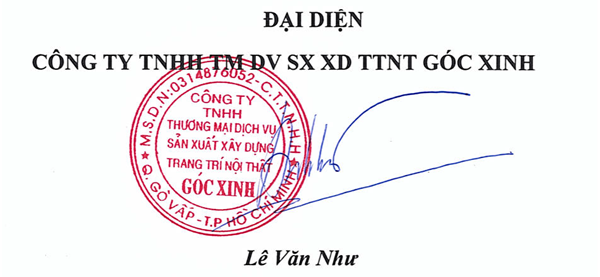 ĐẠI DIỆN
CÔNG TY TNHH TM DV SX XD TTNT GÓC XINH
M.S.D.N:0314876052-C.T.T.N.H.H
CÔNG TY
TNHH
THƯƠNG MẠI DỊCH VỤ
SẢN XUẤT XÂY DỰNG
TRANG TRÍ NỘI THẤT
GÓC XINH
Q.GÒ VẤP-T.P HỒ CHÍ MINH
Lê Văn Như